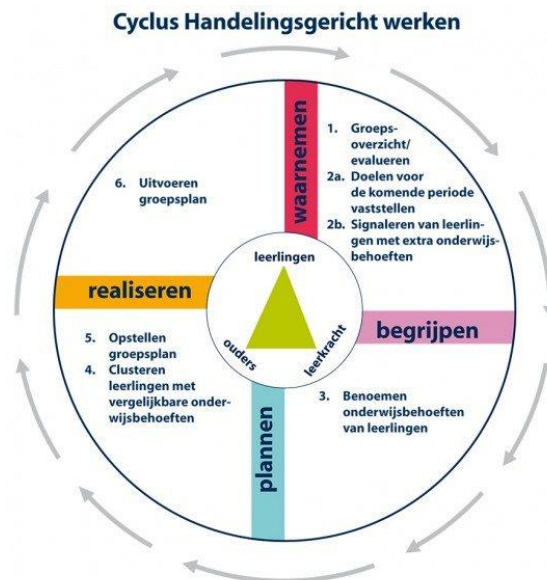 Cyclus Handelingsgericht werken
waarnemen
1. Groeps-
overzicht/
evalueren
2a. Doelen voor
de komende periode
vaststellen
2b. Signaleren van leerlin-
gen met extra onderwijs-
behoeften
begrijpen
3. Benoemen
onderwijsbehoeften
van leerlingen
plannen
5. Opstellen
groepsplan
4. Clusteren
leerlingen met
vergelijkbare onder-
wijsbehoeften
realiseren
6. Uitvoeren
groepsplan
leerlingen
ouders
leerkracht